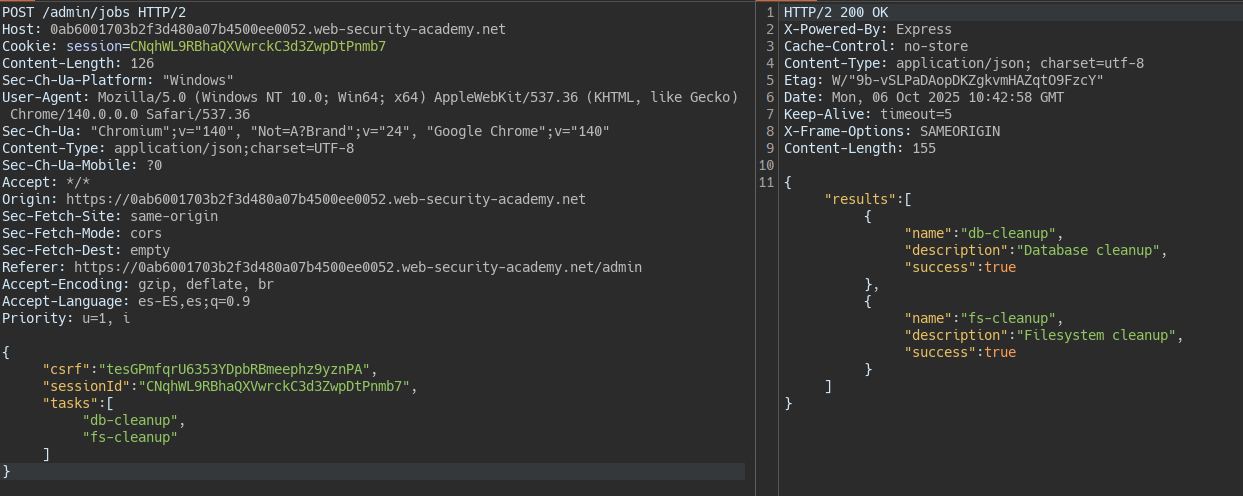 POST /admin/jobs HTTP/2
Host: 0ab6001703b2f3d480a07b4500ee0052.web-security-academy.net
Cookie: session=CNqhWL9RBhaQXVwrckC3d3ZwpDtPnmb7
Content-Length: 126
Sec-Ch-Ua-Platform: "Windows"
User-Agent: Mozilla/5.0 (Windows NT 10.0; Win64; x64) AppleWebKit/537.36 (KHTML, like Gecko)
Chrome/140.0.0.0 Safari/537.36
Sec-Ch-Ua: "Chromium";v="140", "Not=A?Brand";v="24", "Google Chrome";v="140"
Content-Type: application/json;charset=UTF-8
Sec-Ch-Ua-Mobile: ?0
Accept: */*
Origin: https://0ab6001703b2f3d480a07b4500ee0052.web-security-academy.net
Sec-Fetch-Site: same-origin
Sec-Fetch-Mode: cors
Sec-Fetch-Dest: empty
Referer: https://0ab6001703b2f3d480a07b4500ee0052.web-security-academy.net/admin
Accept-Encoding: gzip, deflate, br
Accept-Language: es-ES,es;q=0.9
Priority: u=1, i

{
"csrf":"tesGPMfqrU6353YDpbRBmeephz9yznPA",
"sessionId":"CNqhWL9RBhaQXVwrckC3d3ZwpDtPnmb7",
"tasks":[
"db-cleanup",
"fs-cleanup"
]
}
1 HTTP/2 200 OK
2 X-Powered-By: Express
3 Cache-Control: no-store
4 Content-Type: application/json; charset=utf-8
5 Etag: W/"9b-vSLPaDAopDKZgkvmHAZqtO9FzcY"
6 Date: Mon, 06 Oct 2025 10:42:58 GMT
7 Keep-Alive: timeout=5
8 X-Frame-Options: SAMEORIGIN
9 Content-Length: 155
10
11 {
"results":[
{
"name":"db-cleanup",
"description":"Database cleanup",
"success":true
},
{
"name":"fs-cleanup",
"description":"Filesystem cleanup",
"success":true
}
]
}